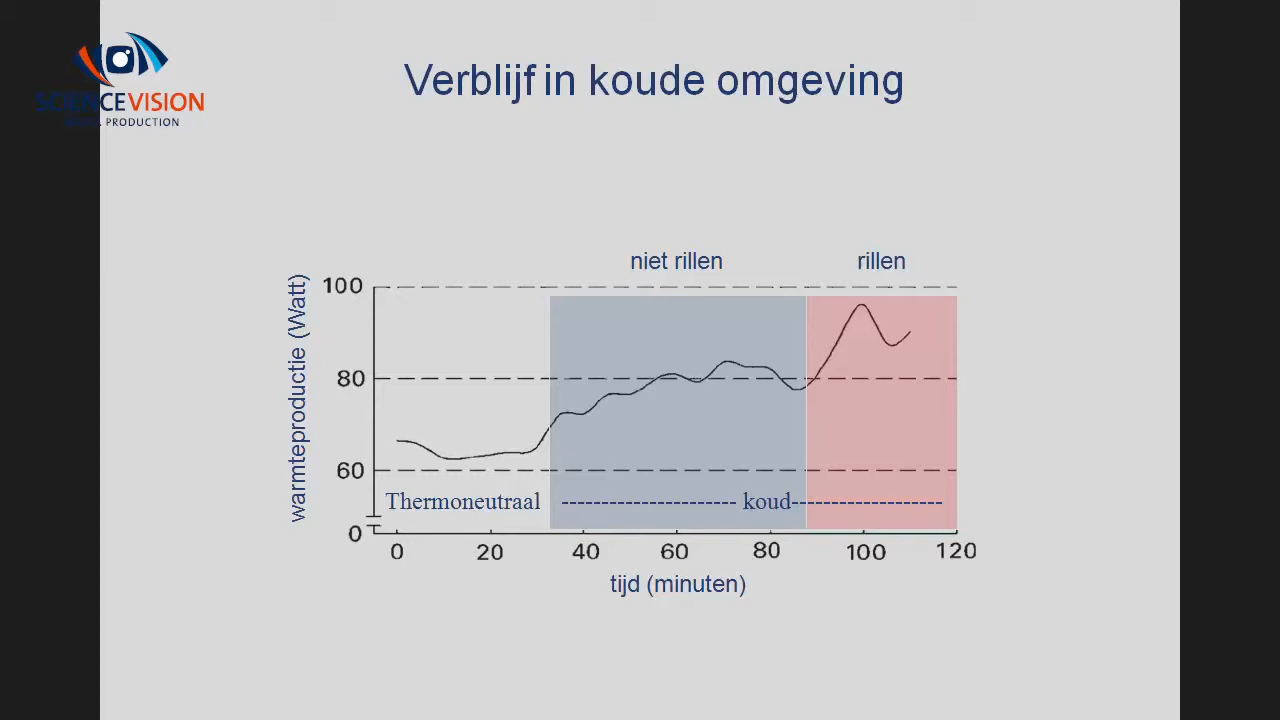 SCIENCEVISION
PRODUCTION
Verblijf in koude omgeving
niet rillen
rillen
warmteproductie (Watt)
100
80
60
0
Thermoneutraal
koud
0 20 40 60 80 100 120
tijd (minuten)